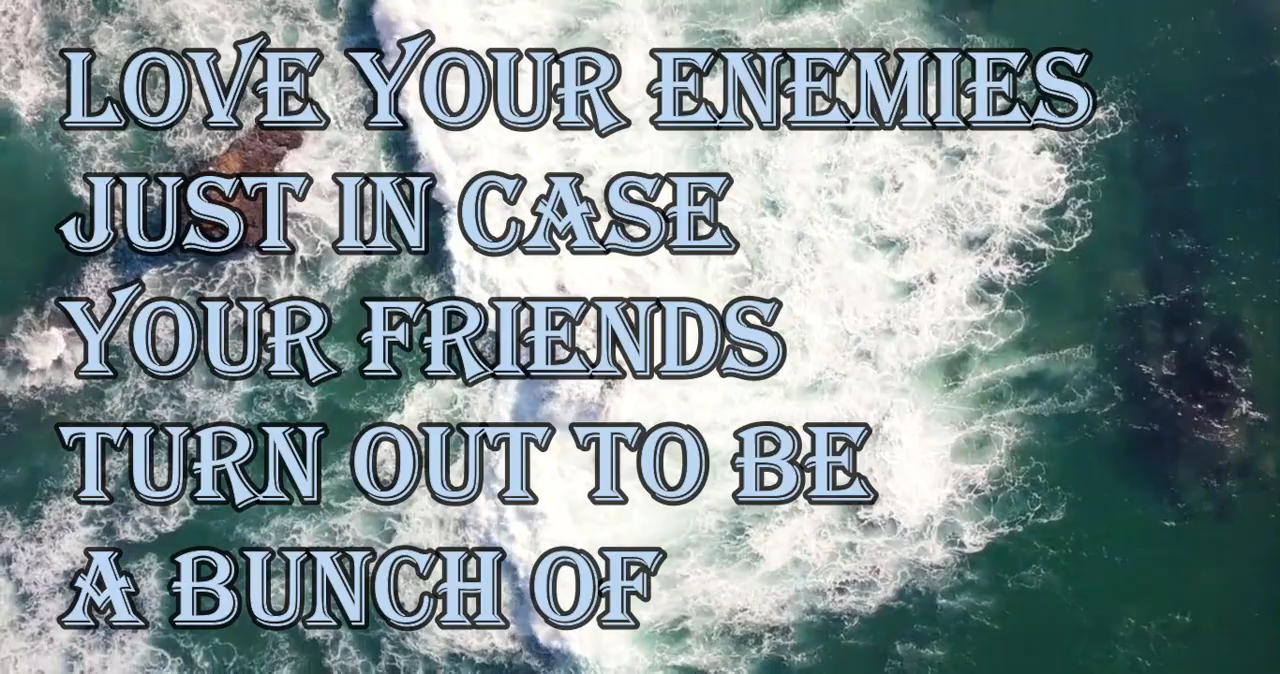 LOVE YOUR ENEMIES
JUST IN CASE
YOUR FRIENDS
TURN OUT TO BE
A BUNCH OF